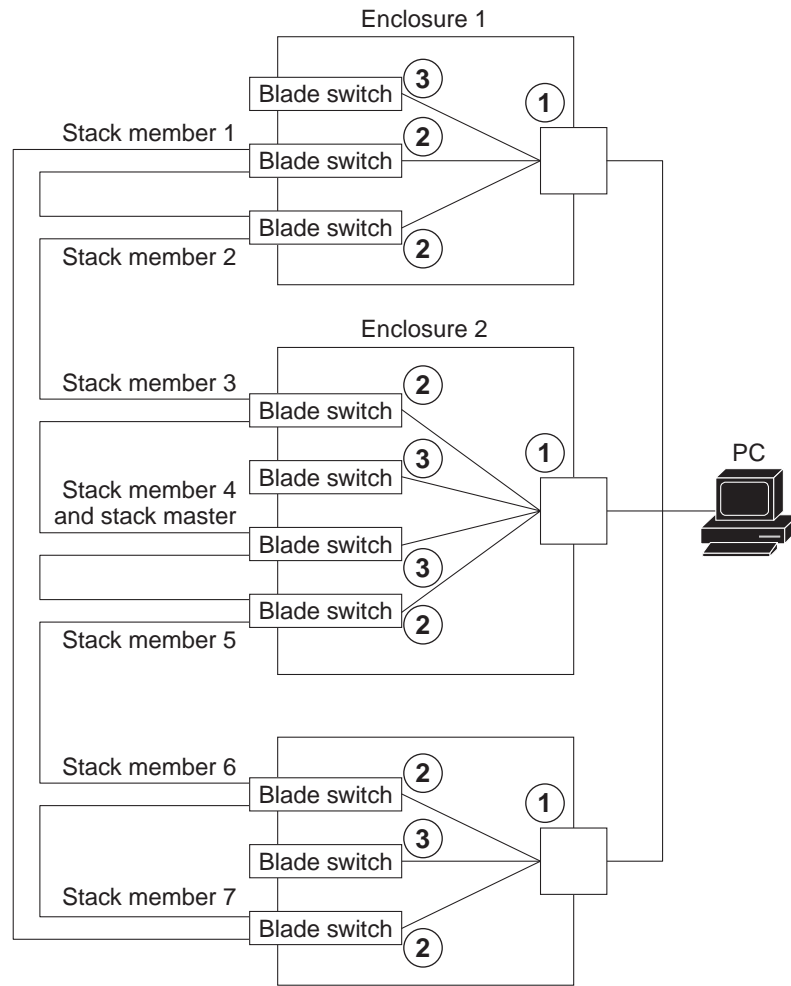 Enclosure 1
3
Blade switch
1
Stack member 1
2
Blade switch
Blade switch
2
Stack member 2
Enclosure 2
Stack member 3
2
Blade switch
3
1
PC
Blade switch
Stack member 4
and stack master
Blade switch
3
Blade switch
2
Stack member 5
Stack member 6
2
Blade switch
1
3
Blade switch
Stack member 7
Blade switch
2